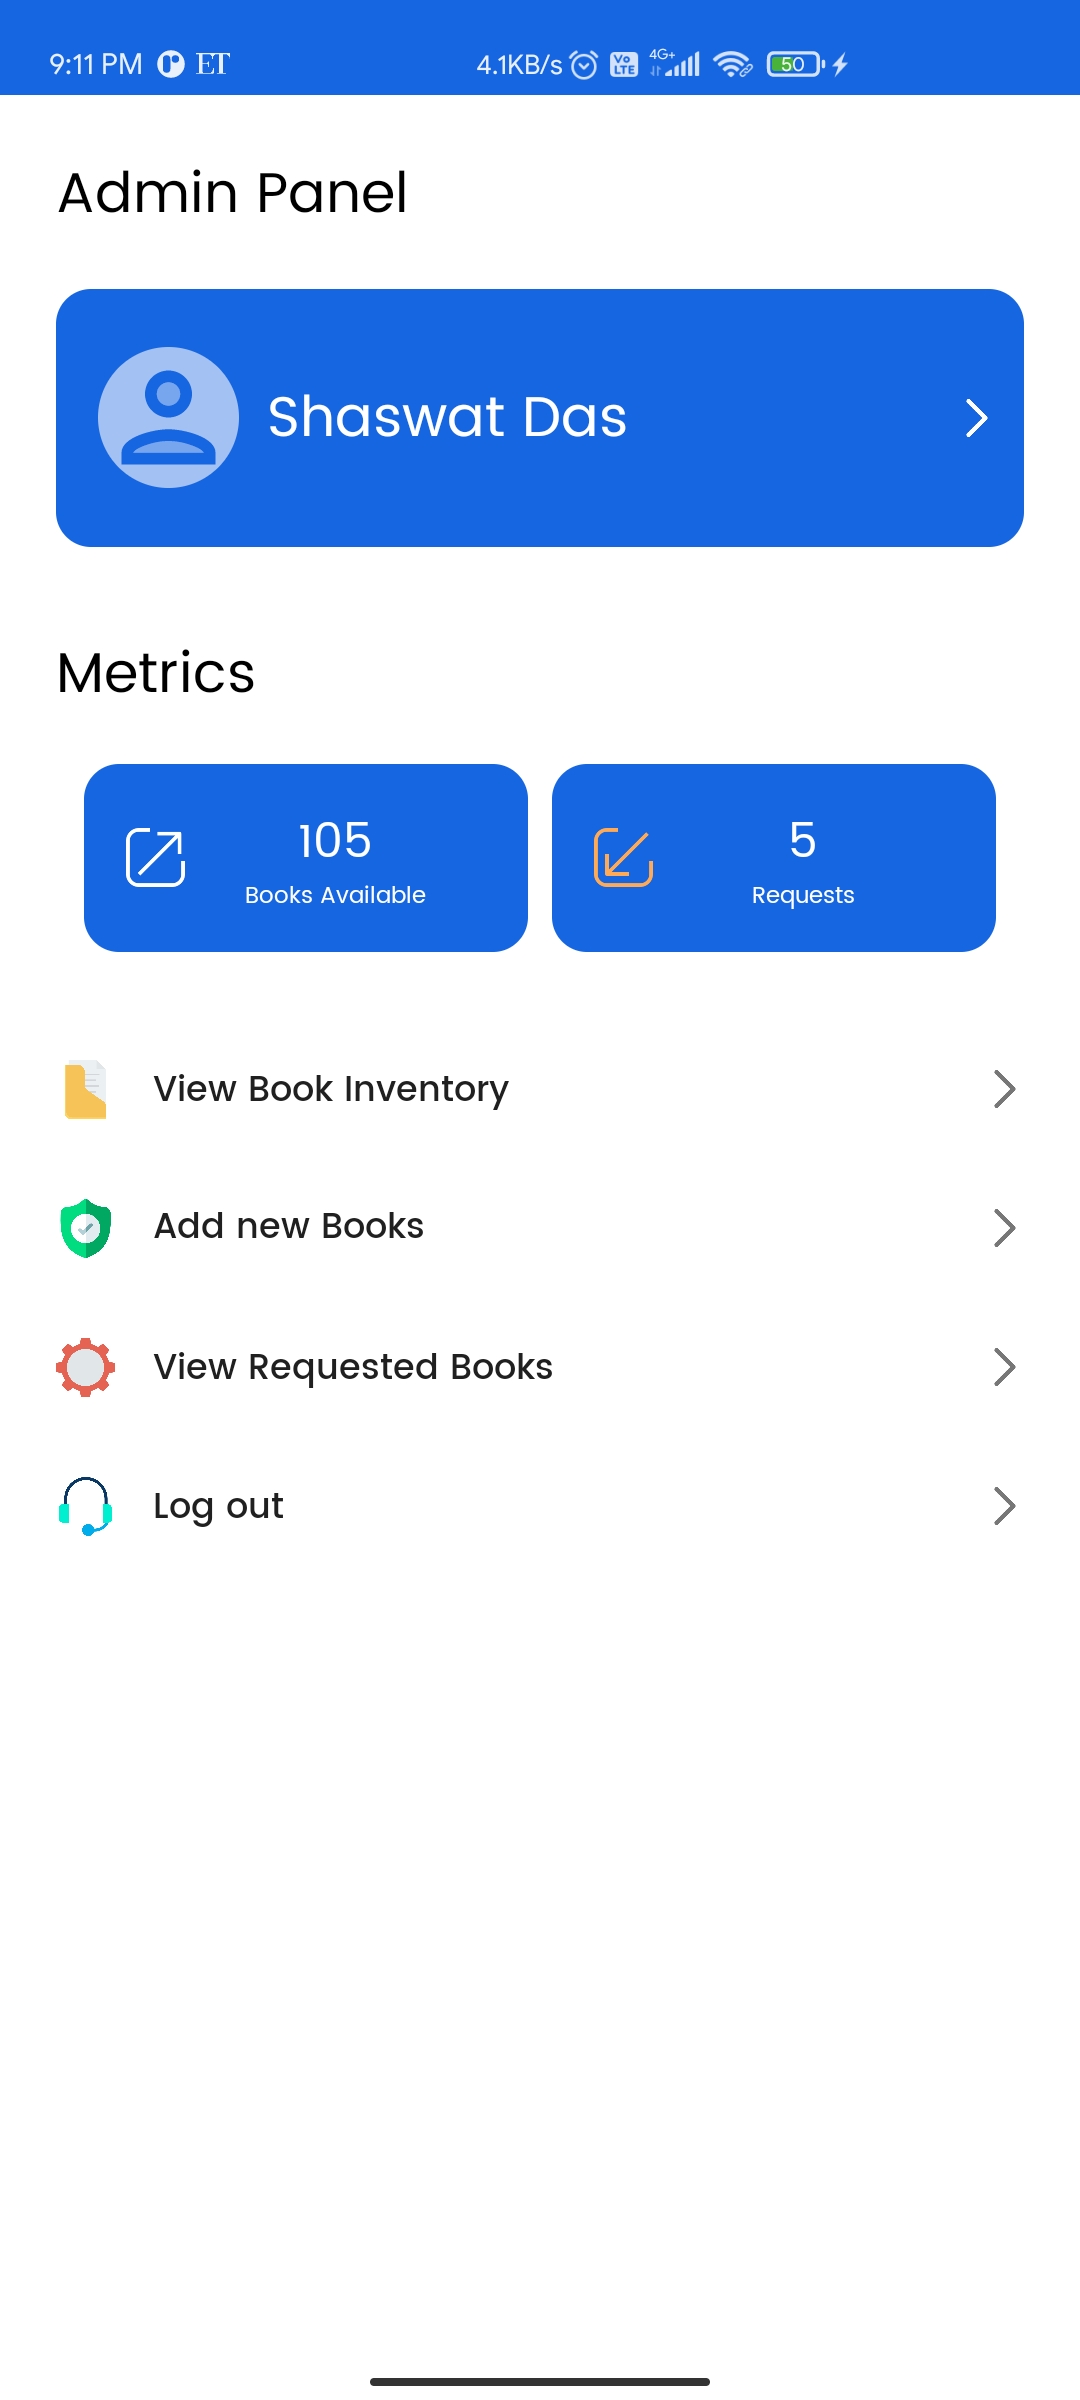 9:11 PM ET 4.1KB/s Vo LTE 4G+ 50
Admin Panel
Shaswat Das
Metrics
105 5
Books Available Requests
View Book Inventory
Add new Books
View Requested Books
Log out